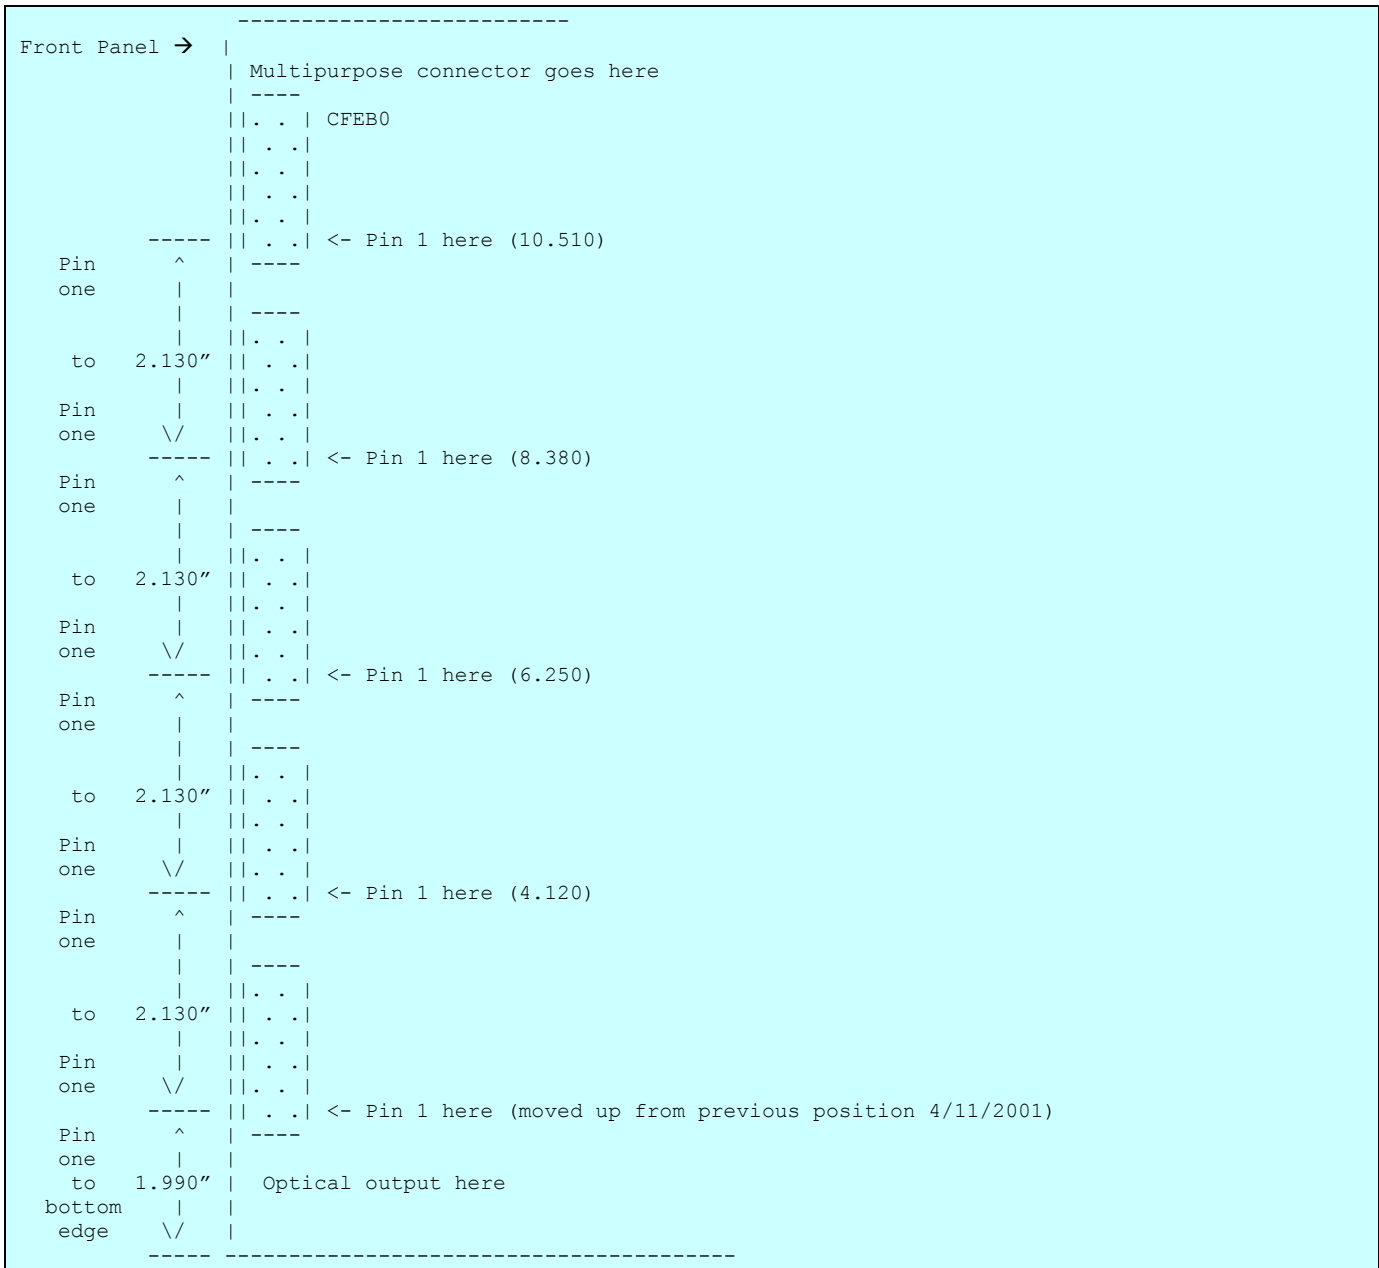 --------------------------
Front Panel → |
| Multipurpose connector goes here
| ----
||. . | CFEB0
|| . .|
||. . |
|| . .|
||. . |
----- || . .| <- Pin 1 here (10.510)
Pin ^ | ----
one | |
| | ----
| ||. . |
to 2.130" || . .|
| ||. . |
Pin | || . .|
one \/ ||. . |
----- || . .| <- Pin 1 here (8.380)
Pin ^ | ----
one | |
| | ----
| ||. . |
to 2.130" || . .|
| ||. . |
Pin | || . .|
one \/ ||. . |
----- || . .| <- Pin 1 here (6.250)
Pin ^ | ----
one | |
| | ----
| ||. . |
to 2.130" || . .|
| ||. . |
Pin | || . .|
one \/ ||. . |
----- || . .| <- Pin 1 here (4.120)
Pin ^ | ----
one | |
| | ----
| ||. . |
to 2.130" || . .|
| ||. . |
Pin | || . .|
one \/ ||. . |
----- || . .| <- Pin 1 here (moved up from previous position 4/11/2001)
Pin ^ | ----
one | |
to 1.990" | Optical output here
bottom | |
edge \/ |
----- ----------------------------------------